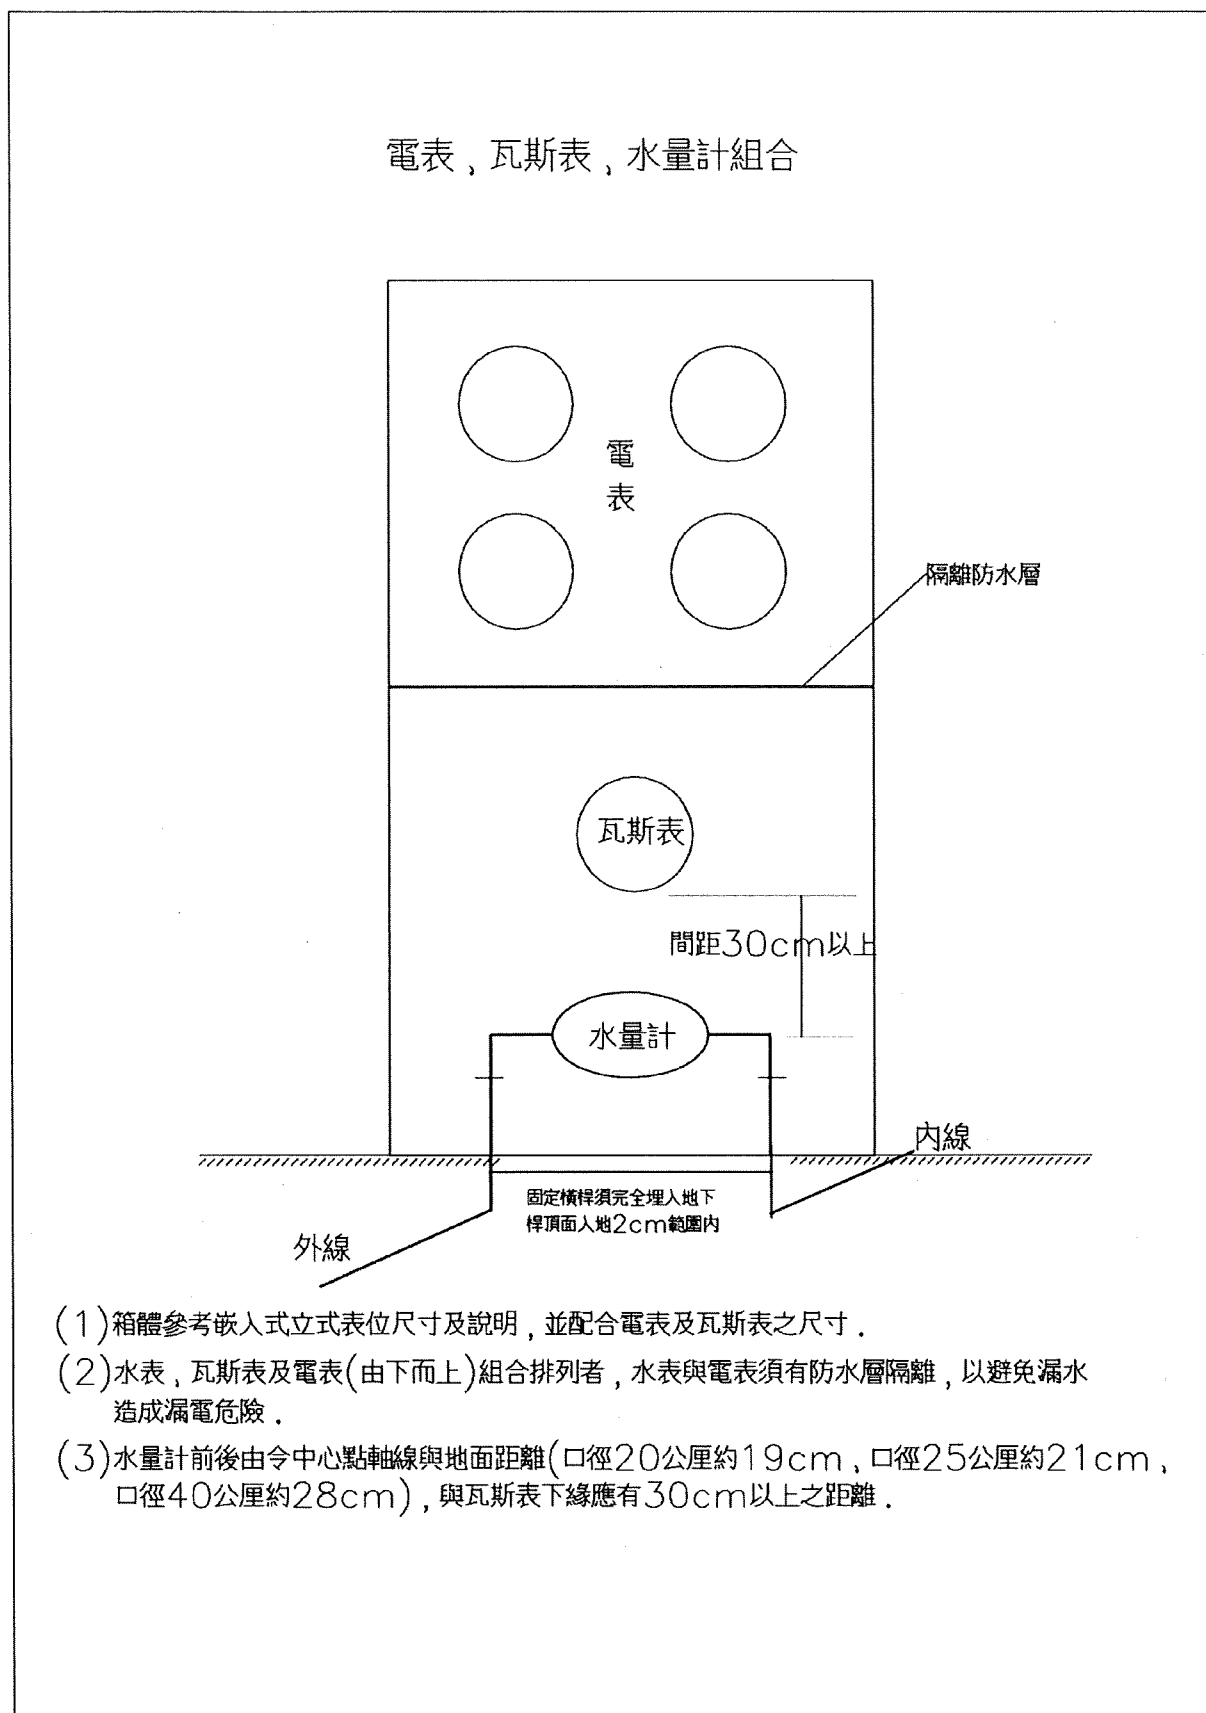 電表、瓦斯表、水量計組合
電
表
隔離防水層
瓦斯表
間距30cm以上
水量計
內線
固定橫桿須完全埋入地下
桿頂面入地2cm範圍內
外線
(1)箱體參考嵌入式立式表位尺寸及說明，並配合電表及瓦斯表之尺寸．
(2)水表、瓦斯表及電表(由下而上)組合排列者，水表與電表須有防水層隔離，以避免漏水
造成漏電危險．
(3)水量計前後由令中心點軸線與地面距離(口徑20公厘約19cm、口徑25公厘約21cm、
口徑40公厘約28cm)，與瓦斯表下緣應有30cm以上之距離．